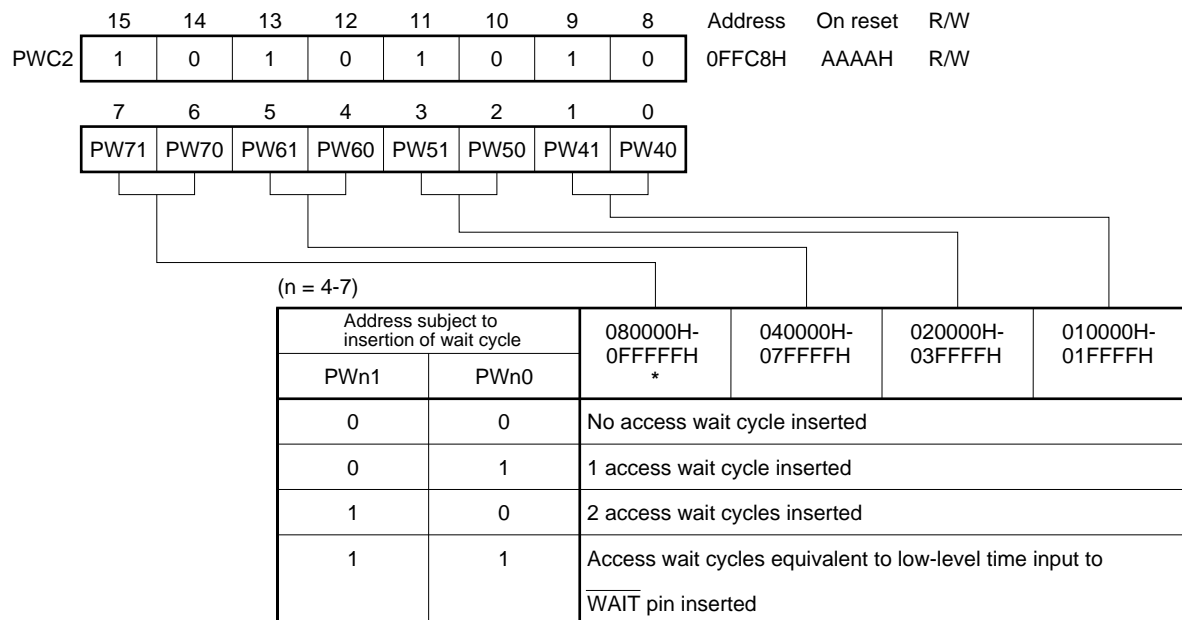 15 14 13 12 11 10 9 8 Address On reset R/W
PWC2 1 0 1 0 1 0 1 0 0FFC8H AAAAH R/W
7 6 5 4 3 2 1 0
PW71 PW70 PW61 PW60 PW51 PW50 PW41 PW40
(n = 4-7)
Address subject to
insertion of wait cycle
PWn1 PWn0
080000H-
0FFFFFH
*
040000H-
07FFFFH
020000H-
03FFFFH
010000H-
01FFFFH
0 0 No access wait cycle inserted
0 1 1 access wait cycle inserted
1 0 2 access wait cycles inserted
1 1 Access wait cycles equivalent to low-level time input to
W̅A̅I̅T̅ pin inserted